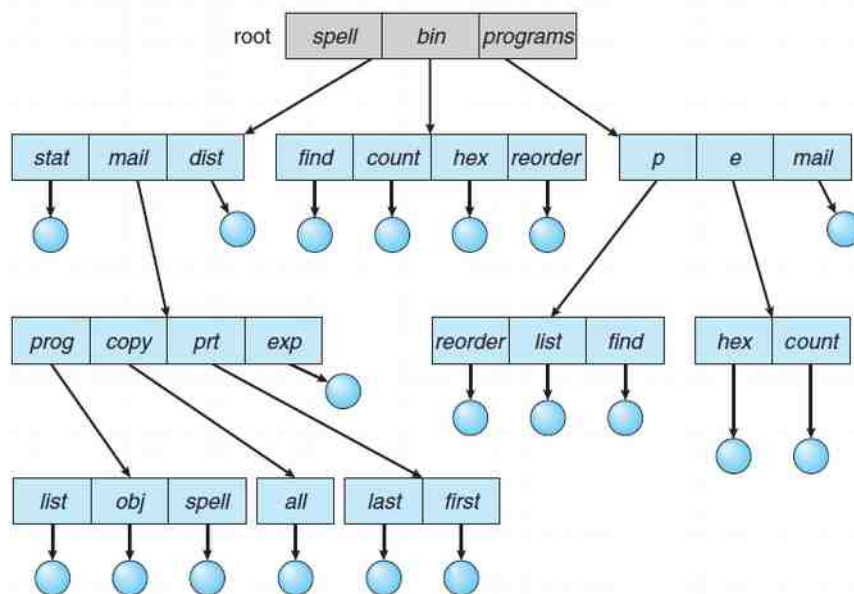 root spell bin programs
stat mail dist find count hex reorder p e mail
prog copy prt exp reorder list find hex count
list obj spell all last first